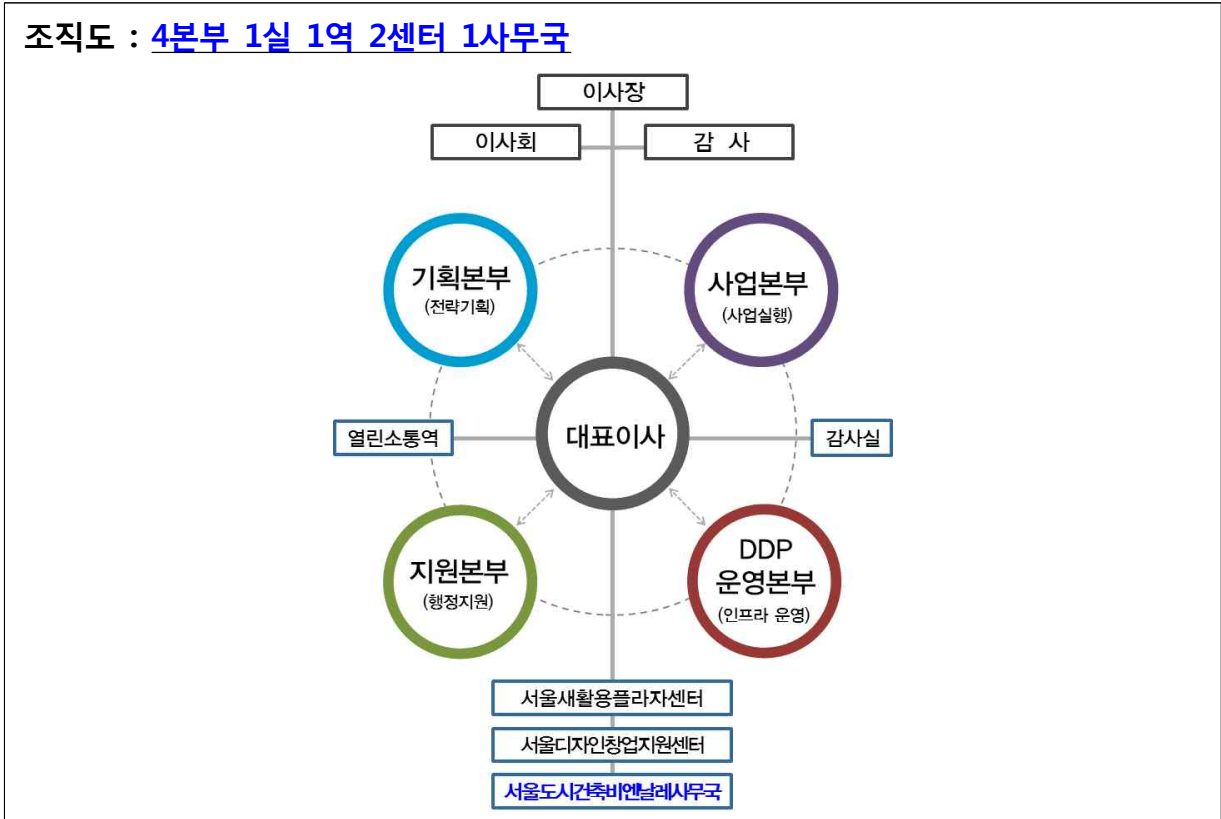 조직도 : 4본부 1실 1역 2센터 1사무국
이사장
이사회
감 사
기획본부
(전략기획)
사업본부
(사업실행)
대표이사
열린소통역
감사실
지원본부
(행정지원)
DDP
운영본부
(인프라 운영)
서울새활용플라자센터
서울디자인창업지원센터
서울도시건축비엔날레사무국